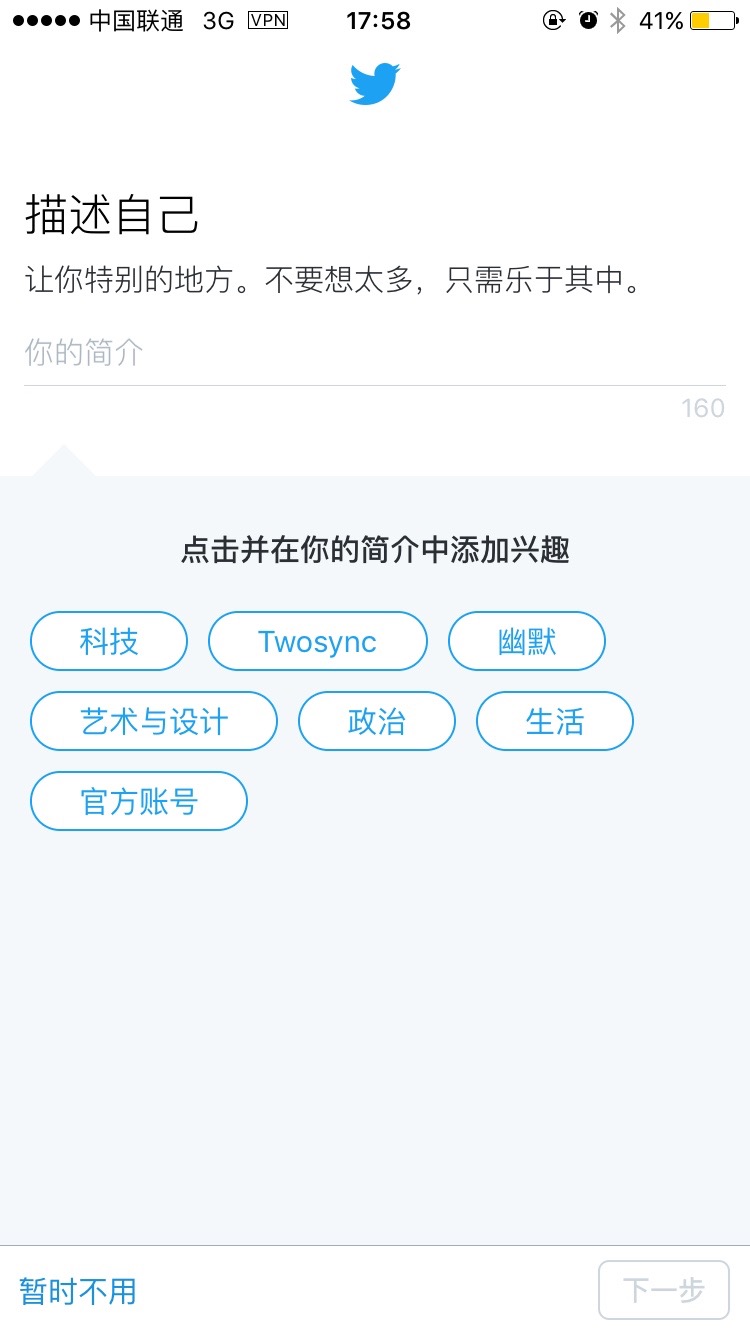 中国联通 3G VPN 17:58 41%
描述自己
让你特别的地方。不要想太多，只需乐于其中。
你的简介
160
点击并在你的简介中添加兴趣
科技 Twosync 幽默
艺术与设计 政治 生活
官方账号
暂时不用 下一步